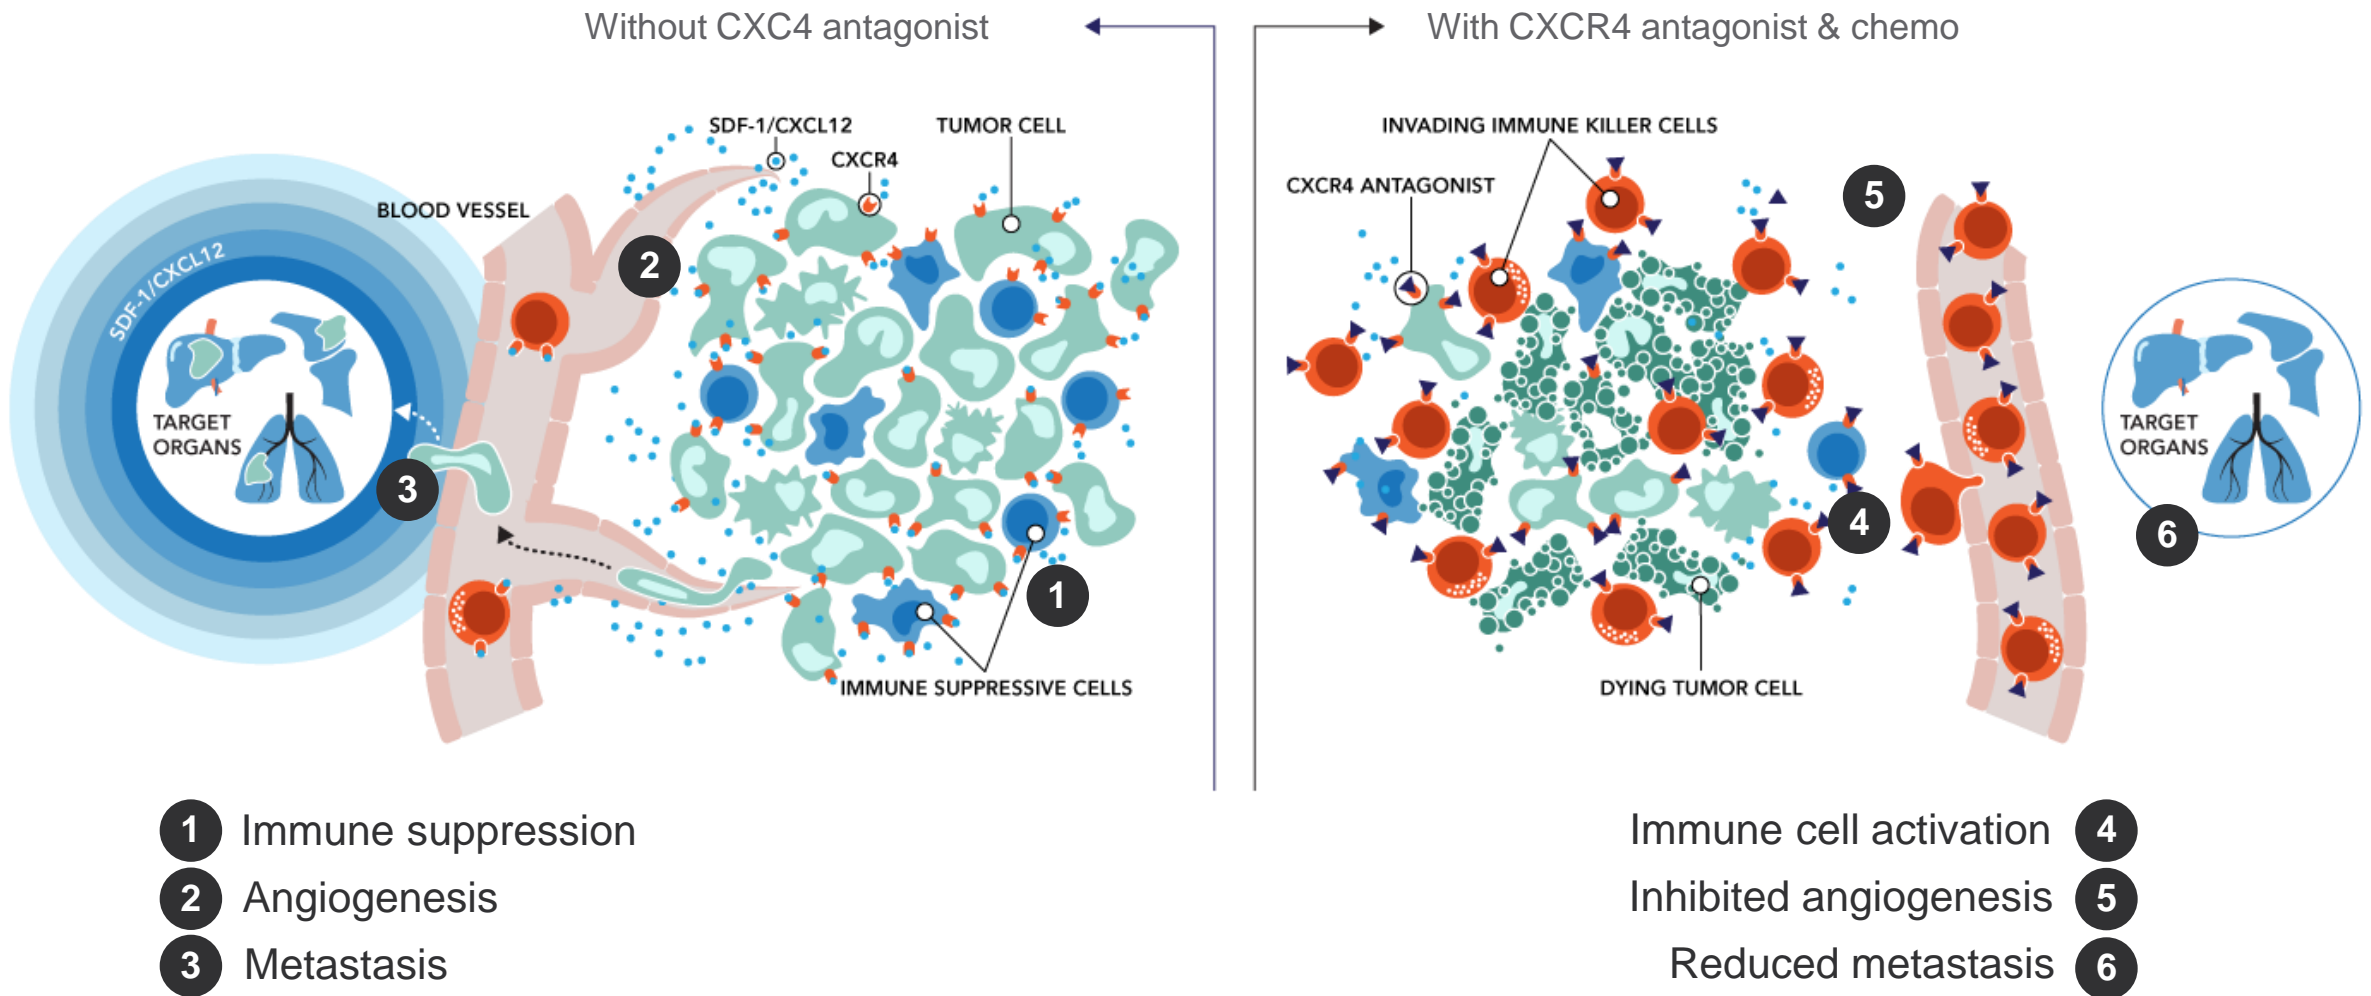 Without CXC4 antagonist
With CXCR4 antagonist & chemo
SDF-1/CXCL12
TUMOR CELL
CXCR4
BLOOD VESSEL
SDF-1/CXCL12
2
TARGET
ORGANS
3
1
IMMUNE SUPPRESSIVE CELLS
INVADING IMMUNE KILLER CELLS
CXCR4 ANTAGONIST
5
TARGET
ORGANS
4
6
DYING TUMOR CELL
1 Immune suppression
2 Angiogenesis
3 Metastasis
Immune cell activation 4
Inhibited angiogenesis 5
Reduced metastasis 6